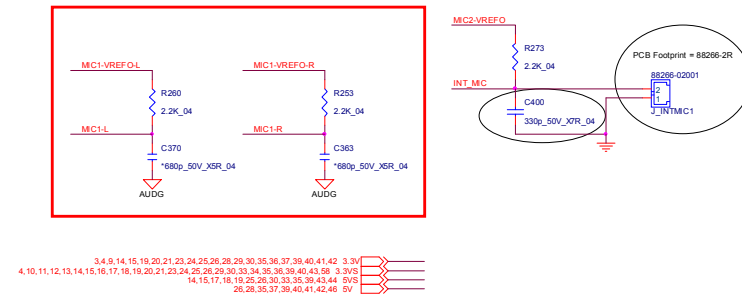 MIC1-VREFO-L
R260
2.2K_04
MIC1-L
C370
*680p_50V_X5R_04
AUDG
MIC1-VREFO-R
R253
2.2K_04
MIC1-R
C363
*680p_50V_X5R_04
AUDG
MIC2-VREFO
R273
2.2K_04
INT_MIC
C400
330p_50V_X7R_04
PCB Footprint = 88266-2R
88266-02001
2
1
J_INTMIC1
3,4,9,14,15,19,20,21,23,24,25,26,28,29,30,35,36,37,39,40,41,42 3.3V
4,10,11,12,13,14,15,16,17,18,19,20,21,23,24,25,26,29,30,33,34,35,36,39,40,43,58 3.3VS
14,15,17,18,19,25,26,30,33,35,39,43,44 5VS
26,28,35,37,39,40,41,42,46 5V